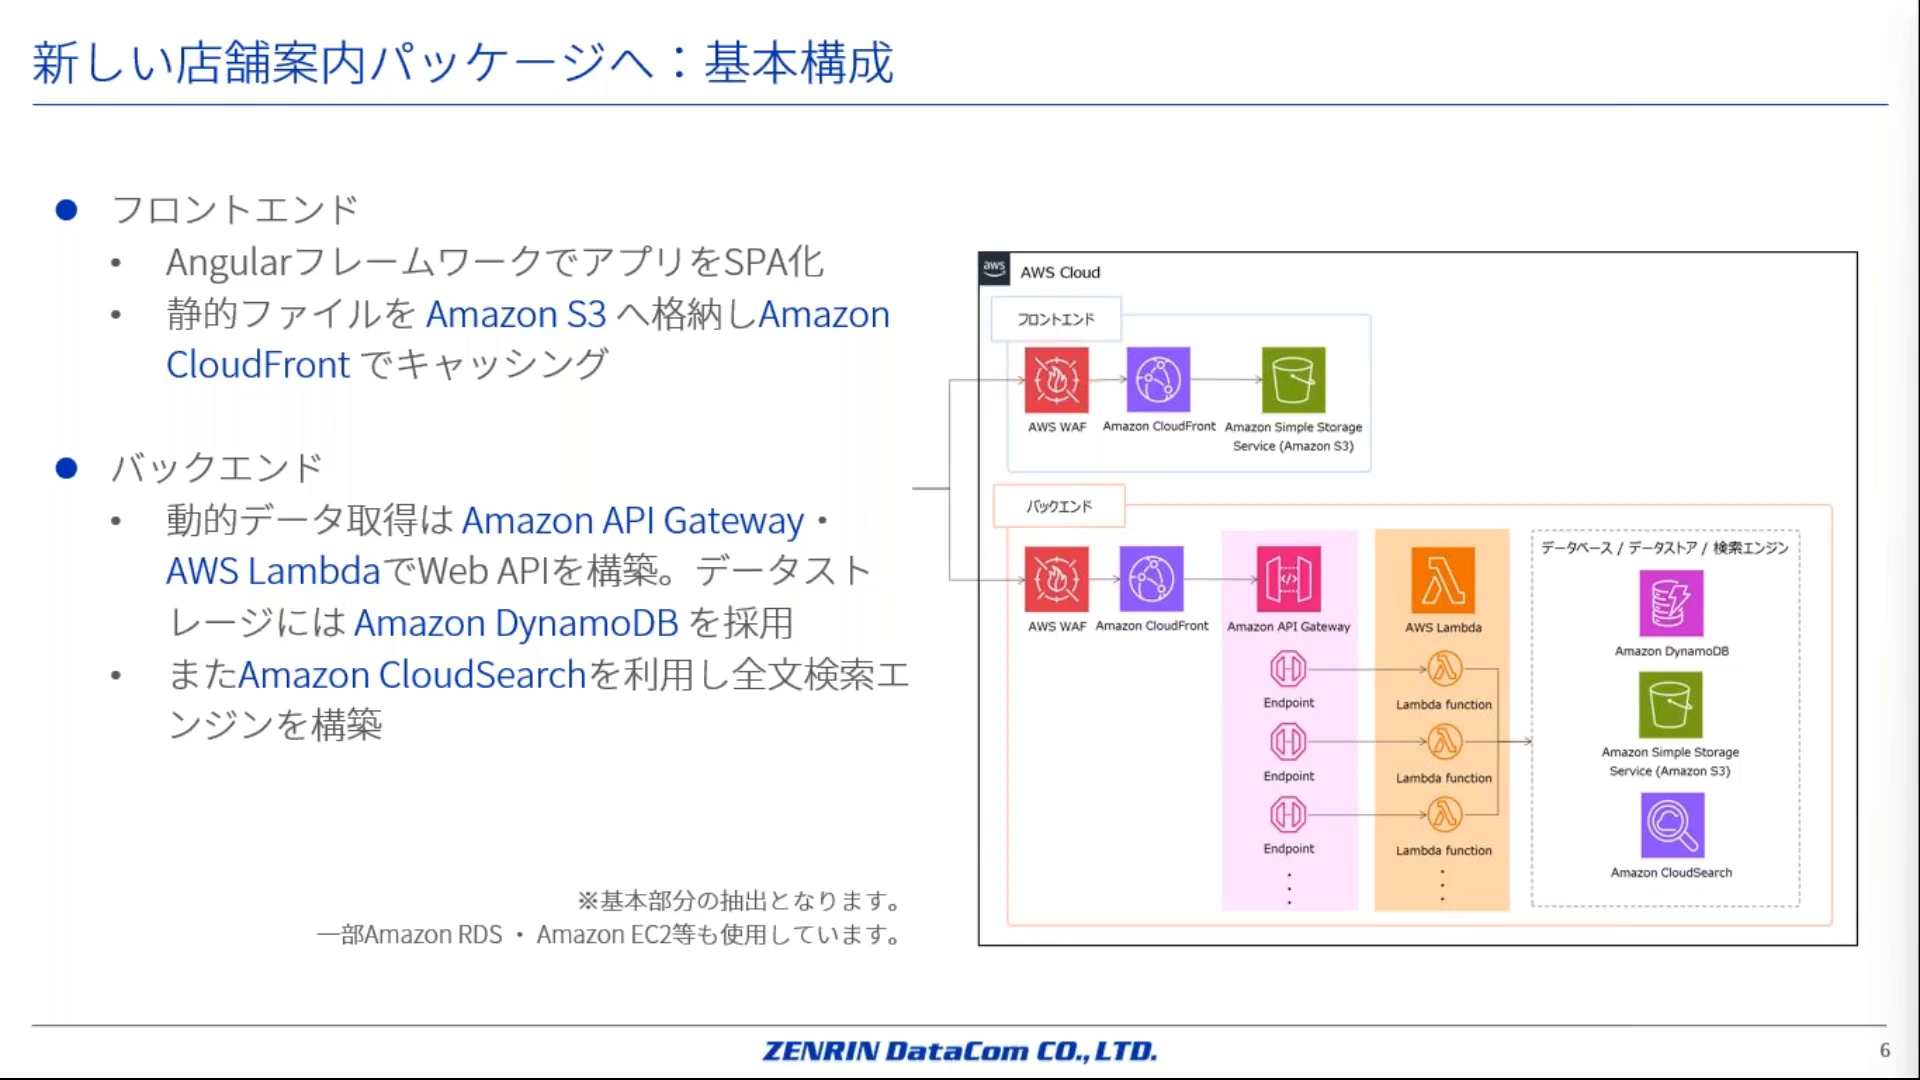 新しい店舗案内パッケージへ：基本構成
● フロントエンド
• AngularフレームワークでアプリをSPA化
• 静的ファイルを Amazon S3 へ格納しAmazon
CloudFront でキャッシング
● バックエンド
• 動的データ取得は Amazon API Gateway・
AWS LambdaでWeb APIを構築。データスト
レージには Amazon DynamoDB を採用
• またAmazon CloudSearchを利用し全文検索エ
ンジンを構築
※基本部分の抽出となります。
一部Amazon RDS ・ Amazon EC2等も使用しています。
aws
AWS Cloud
フロントエンド
AWS WAF
Amazon CloudFront
Amazon Simple Storage
Service (Amazon S3)
バックエンド
AWS WAF
Amazon CloudFront
Amazon API Gateway
Endpoint
Endpoint
Endpoint
AWS Lambda
Lambda function
Lambda function
Lambda function
データベース / データストア / 検索エンジン
Amazon DynamoDB
Amazon Simple Storage
Service (Amazon S3)
Amazon CloudSearch
ZENRIN DataCom CO., LTD.
6